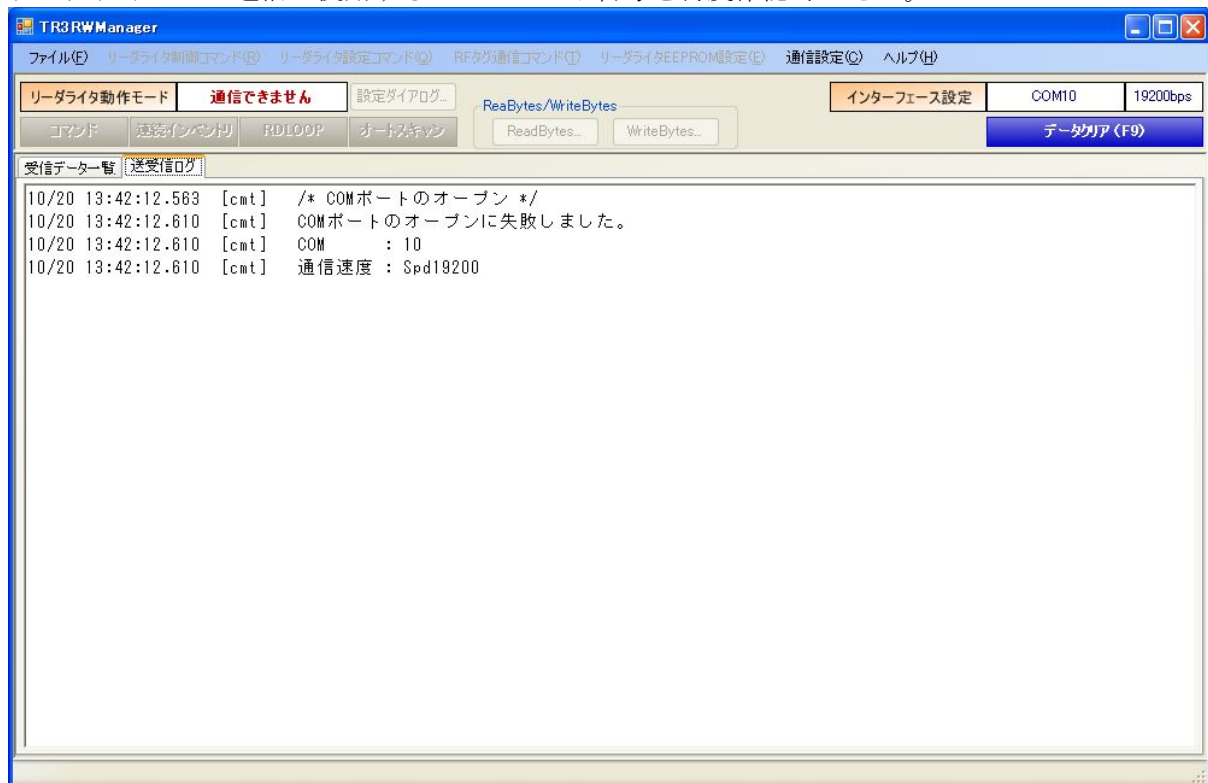 TR3RWManager
ファイル(F) リーダライタ制御コマンド(R) リーダライタ設定コマンド(Q) RFタグ通信コマンド(T) リーダライタEEPROM設定(E) 通信設定(C) ヘルプ(H)
リーダライタ動作モード 通信できません 設定ダイアログ... ReaBytes/WriteBytes インターフェース設定 COM10 19200bps
コマンド 連続インベントリ RDLOOP オートスキャン ReadBytes... WriteBytes... データクリア(F9)
受信データ一覧 送受信ログ
10/20 13:42:12.563 [cmt] /* COMポートのオープン */
10/20 13:42:12.610 [cmt] COMポートのオープンに失敗しました。
10/20 13:42:12.610 [cmt] COM : 10
10/20 13:42:12.610 [cmt] 通信速度 : Spd19200